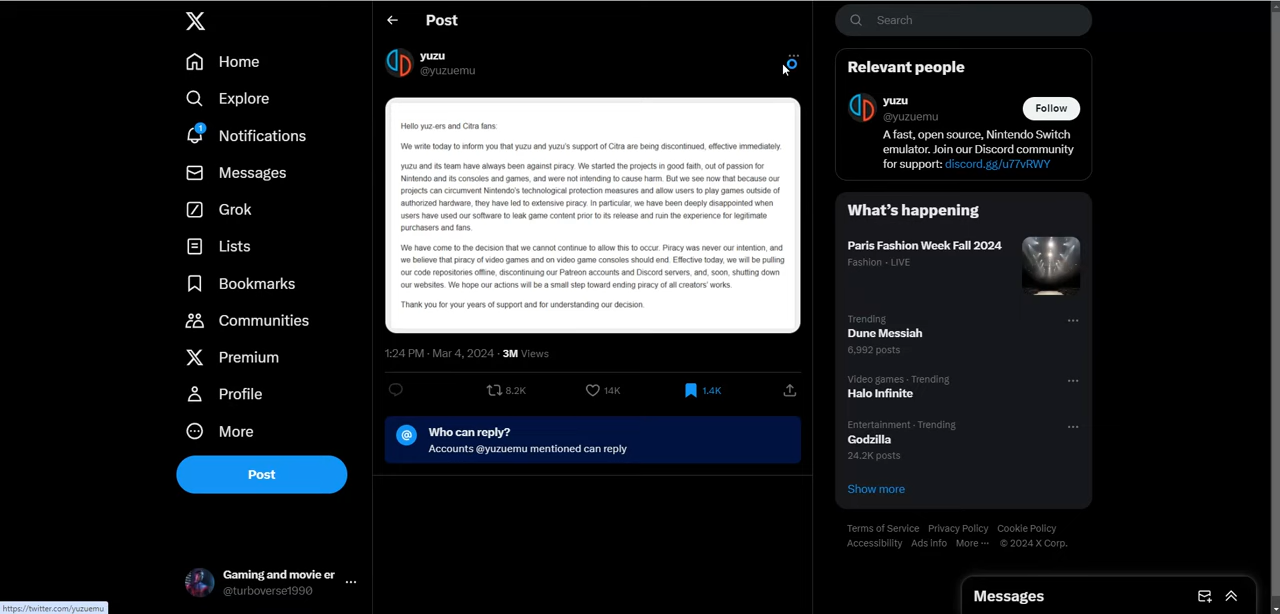 Home
Explore
1
Notifications
Messages
Grok
Lists
Bookmarks
Communities
Premium
Profile
More
Post
Gaming and movie er
@turboverse1990
https://twitter.com/yuzuemu
Post
yuzu
@yuzuemu
Hello yuz-ers and Citra fans:
We write today to inform you that yuzu and yuzu's support of Citra are being discontinued, effective immediately.
yuzu and its team have always been against piracy. We started the projects in good faith, out of passion for
Nintendo and its consoles and games, and were not intending to cause harm. But we see now that because our
projects can circumvent Nintendo's technological protection measures and allow users to play games outside of
authorized hardware, they have led to extensive piracy. In particular, we have been deeply disappointed when
users have used our software to leak game content prior to its release and ruin the experience for legitimate
purchasers and fans.
We have come to the decision that we cannot continue to allow this to occur. Piracy was never our intention, and
we believe that piracy of video games and on video game consoles should end. Effective today, we will be pulling
our code repositories offline, discontinuing our Patreon accounts and Discord servers, and, soon, shutting down
our websites. We hope our actions will be a small step toward ending piracy of all creators' works.
Thank you for your years of support and for understanding our decision.
1:24 PM · Mar 4, 2024 · 3M Views
8.2K 14K 1.4K
Who can reply?
Accounts @yuzuemu mentioned can reply
Search
Relevant people
yuzu
@yuzuemu
Follow
A fast, open source, Nintendo Switch
emulator. Join our Discord community
for support: discord.gg/u77vRWY
What's happening
Paris Fashion Week Fall 2024
Fashion · LIVE
Trending
Dune Messiah
6,992 posts
Video games · Trending
Halo Infinite
Entertainment · Trending
Godzilla
24.2K posts
Show more
Terms of Service Privacy Policy Cookie Policy
Accessibility Ads info More ··· © 2024 X Corp.
Messages